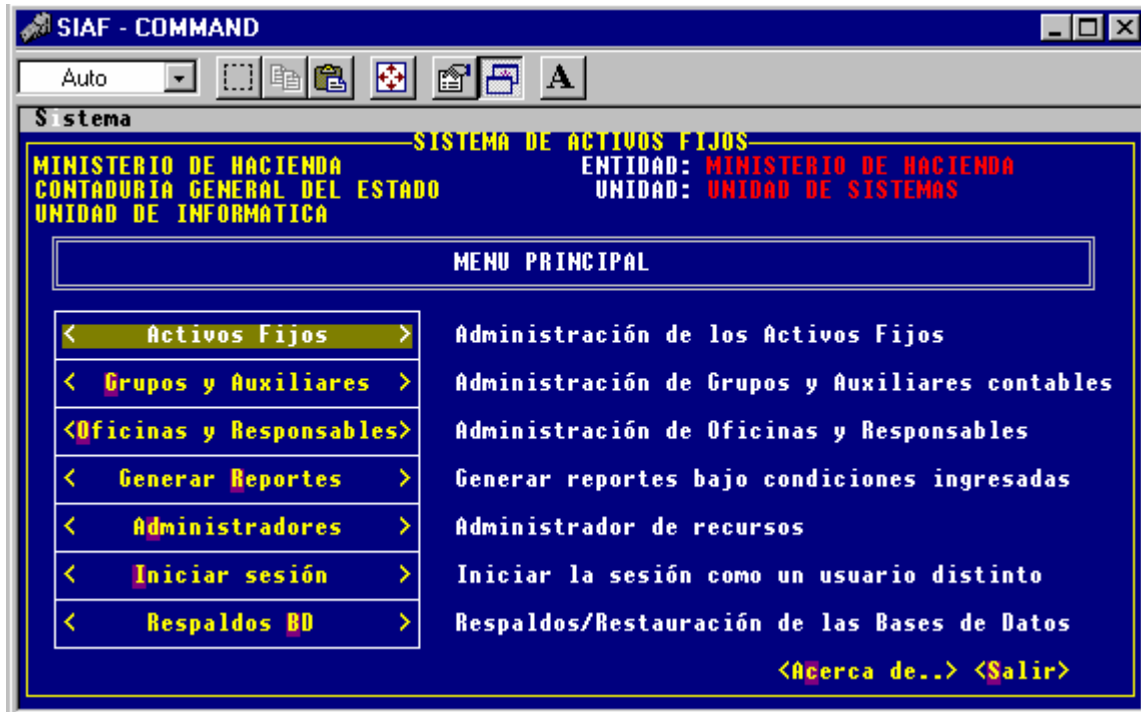 SIAF - COMMAND
Auto
A
Sistema
SISTEMA DE ACTIVOS FIJOS
MINISTERIO DE HACIENDA ENTIDAD: MINISTERIO DE HACIENDA
CONTADURIA GENERAL DEL ESTADO UNIDAD: UNIDAD DE SISTEMAS
UNIDAD DE INFORMATICA
MENU PRINCIPAL
< Activos Fijos > Administración de los Activos Fijos
< Grupos y Auxiliares > Administración de Grupos y Auxiliares contables
<Oficinas y Responsables> Administración de Oficinas y Responsables
< Generar Reportes > Generar reportes bajo condiciones ingresadas
< Administradores > Administrador de recursos
< Iniciar sesión > Iniciar la sesión como un usuario distinto
< Respaldos BD > Respaldos/Restauración de las Bases de Datos
<Acerca de..> <Salir>